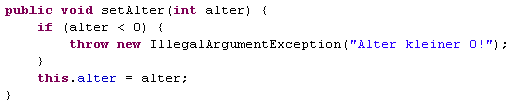 public void setAlter(int alter) {
    if (alter < 0) {
        throw new IllegalArgumentException("Alter kleiner 0!");
    }
    this.alter = alter;
}